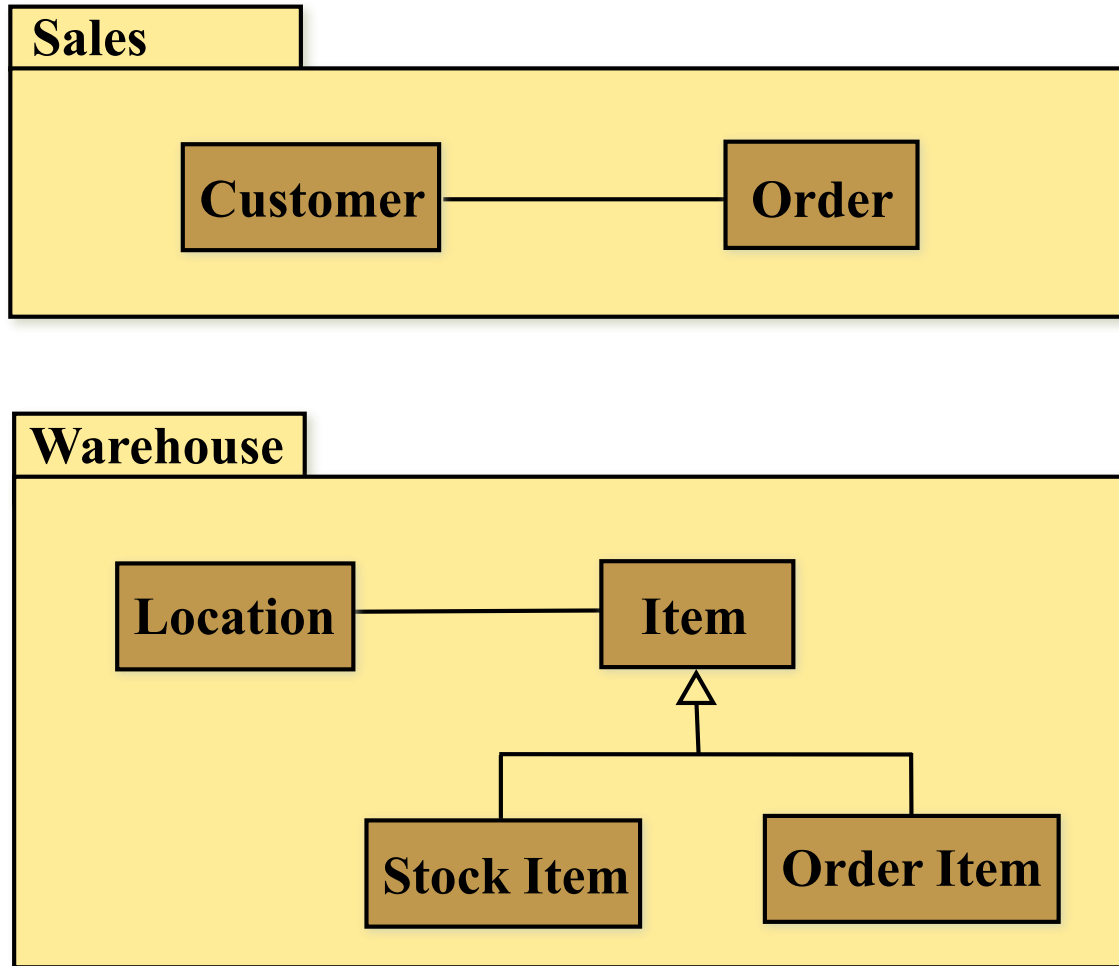 Sales
Customer
Order
Warehouse
Location
Item
Stock Item
Order Item